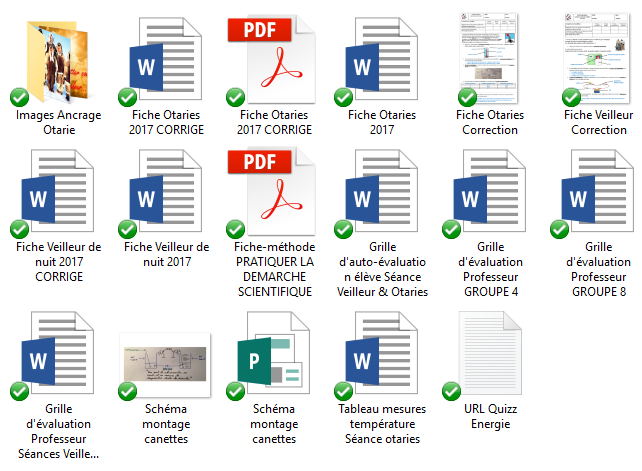 Images Ancrage
Otarie
Fiche Otaries
2017 CORRIGE
PDF
Fiche Otaries
2017 CORRIGE
Fiche Otaries
2017
Fiche Otaries
Correction
Fiche Veilleur
Correction
Fiche Veilleur de
nuit 2017
CORRIGE
Fiche Veilleur de
nuit 2017
PDF
Fiche-méthode
PRATIQUER LA
DEMARCHE
SCIENTIFIQUE
Grille
d'auto-évaluatio
n élève Séance
Veilleur & Otaries
Grille
d'évaluation
Professeur
GROUPE 4
Grille
d'évaluation
Professeur
GROUPE 8
Grille
d'évaluation
Professeur
Séances Veille...
Schéma
montage
canettes
Schéma
montage
canettes
Tableau mesures
température
Séance otaries
URL Quizz
Energie
W
W
W
W
W
W
W
W
P
W